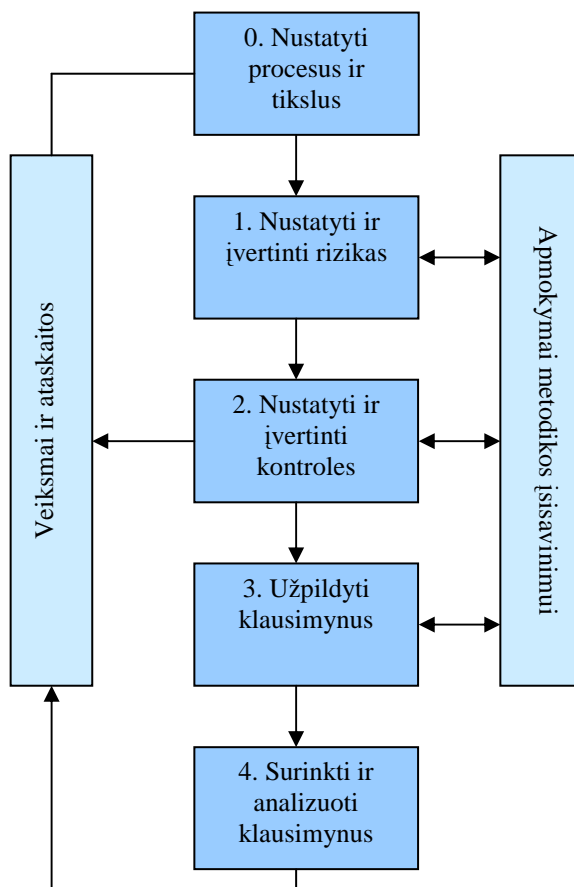 0. Nustatyti
procesus ir
tikslus
1. Nustatyti ir
įvertinti rizikas
2. Nustatyti ir
įvertinti
kontroles
3. Užpildyti
klausimynus
4. Surinkti ir
analizuoti
klausimynus
Veiksmai ir ataskaitos
Apmokymai metodikos įsisavinimui